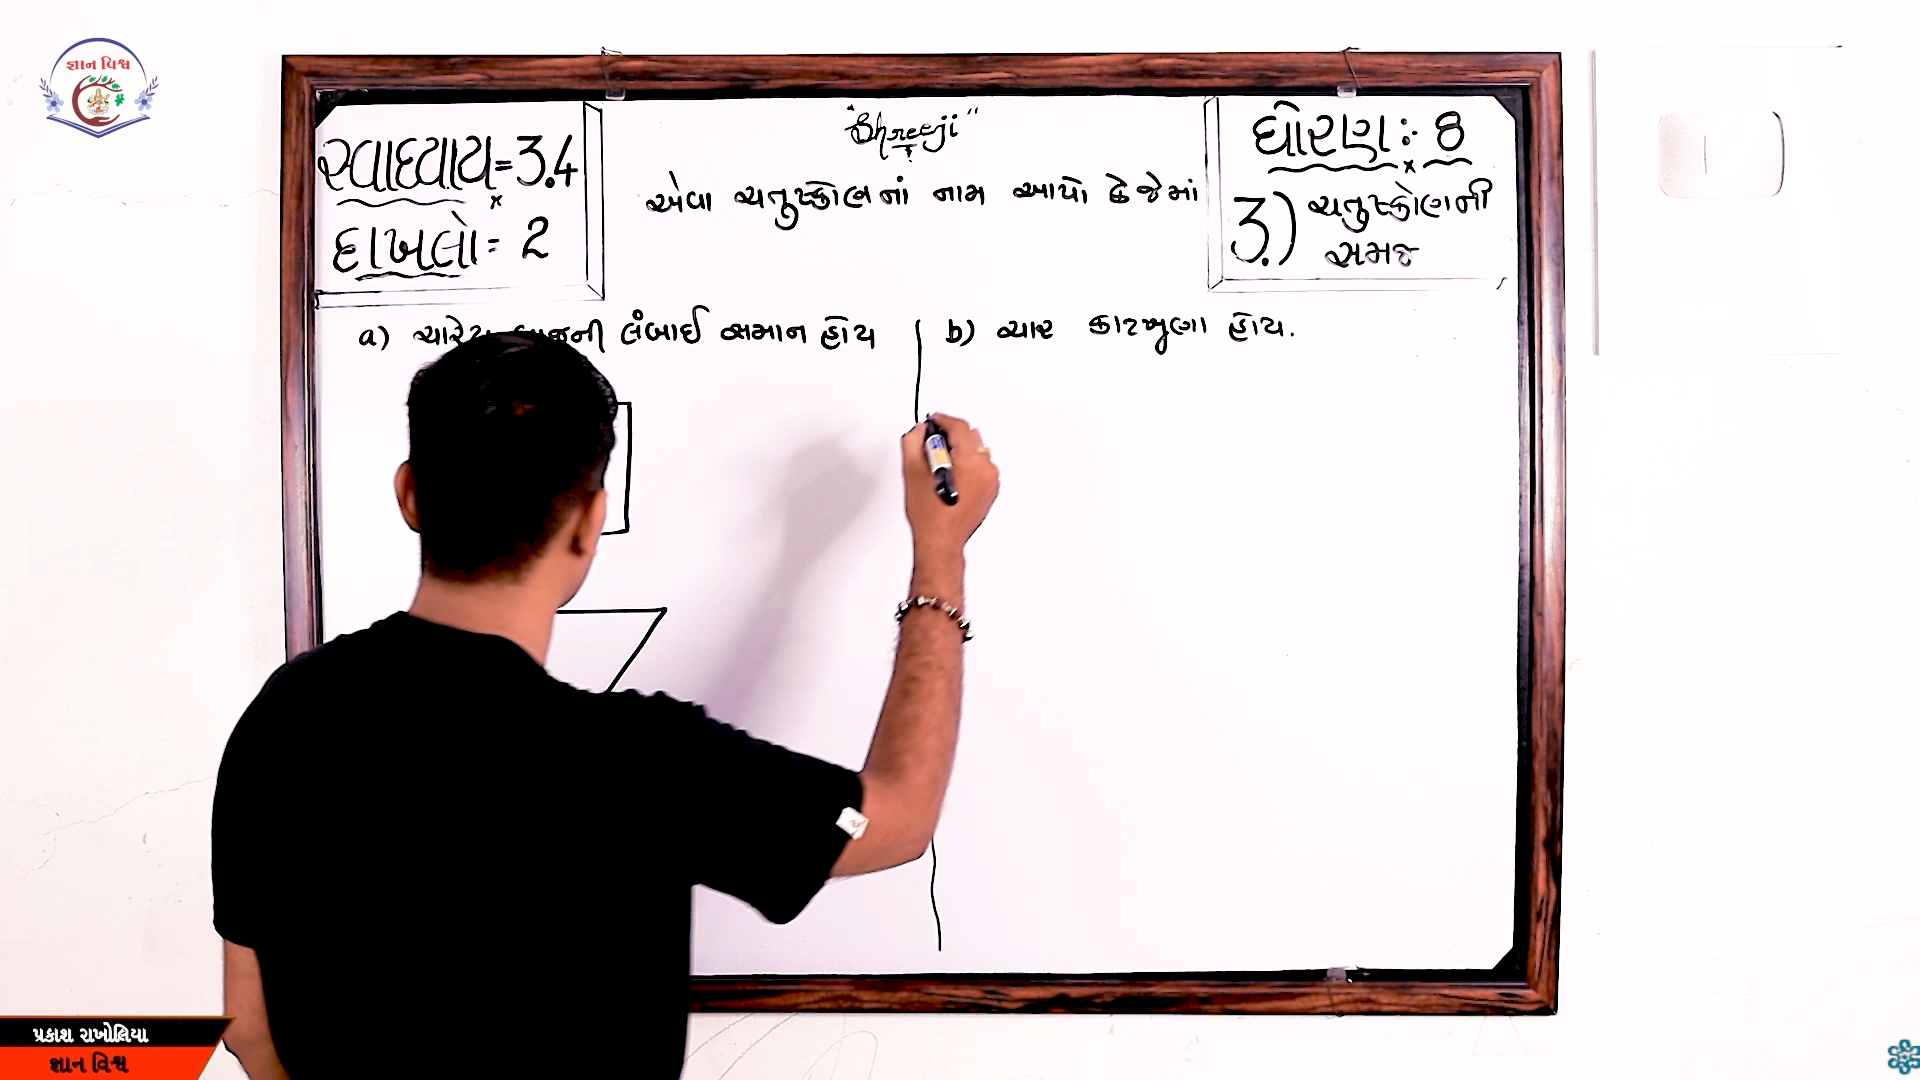 જ્ઞાન વિશ્વ
સ્વાધ્યાય = 3.4
દાખલો = 2
"Shreeji"
એવા ચતુષ્કોણનાં નામ આપો કે જેમાં
ધોરણ :- 8
3.) ચતુષ્કોણની
સમજ
a) ચારેય બાજુની લંબાઈ સમાન હોય
b) ચાર કાટખૂણા હોય.
પ્રકાશ રાખોલિયા
જ્ઞાન વિશ્વ